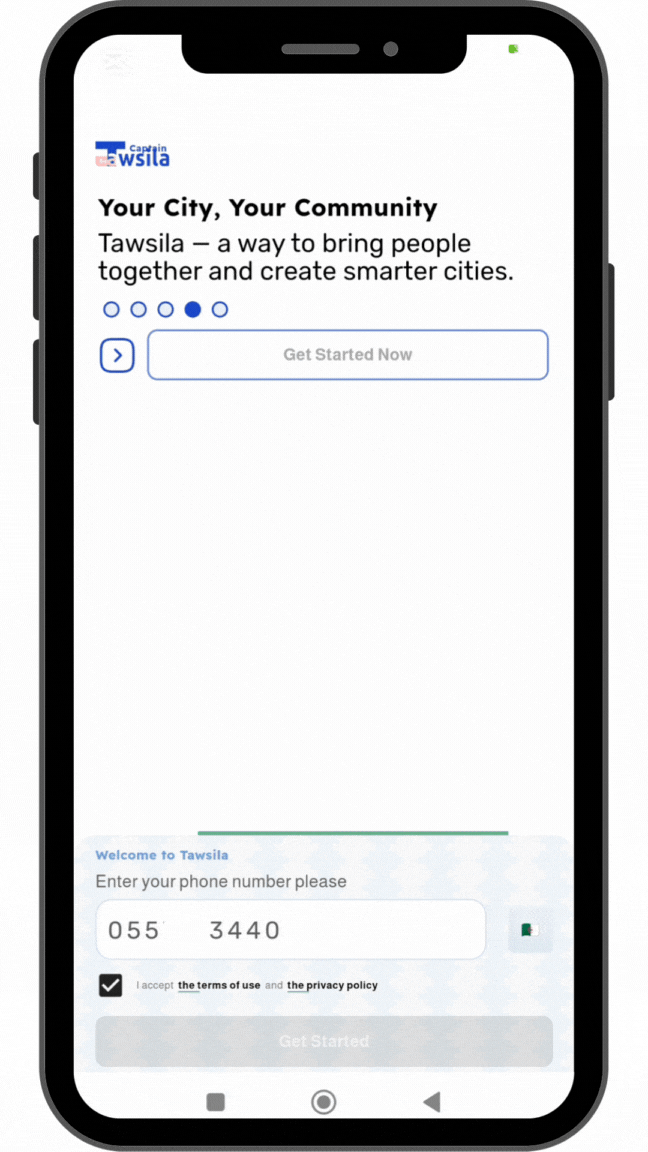 Captain
Tawsila
Your City, Your Community
Tawsila – a way to bring people
together and create smarter cities.
Get Started Now
Welcome to Tawsila
Enter your phone number please
055 3440
I accept the terms of use and the privacy policy
Get Started